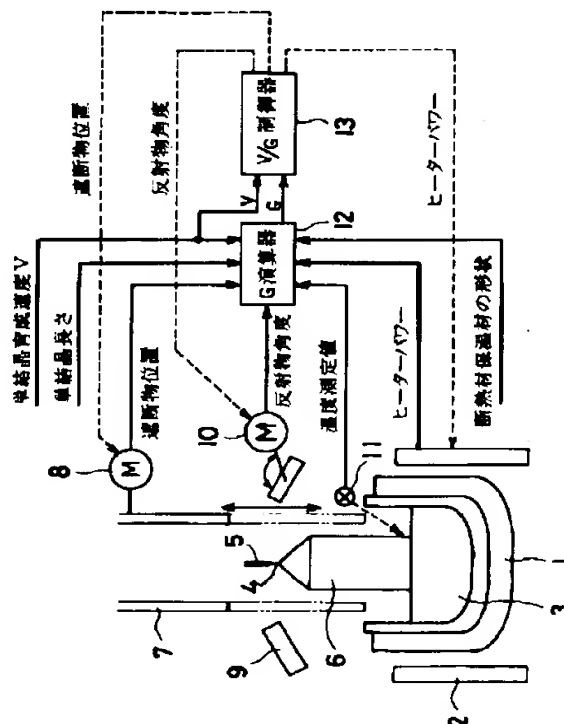 単結晶育成速度V
単結晶長さ
遮断物位置
反射物角度
遮断物位置
反射物角度
温度測定値
ヒーターパワー
ヒーターパワー
断熱材保温材の形状
V
G
G演算器
12
V/G制御器
13
M
8
M
10
11
7
5
4
6
9
1
3
2